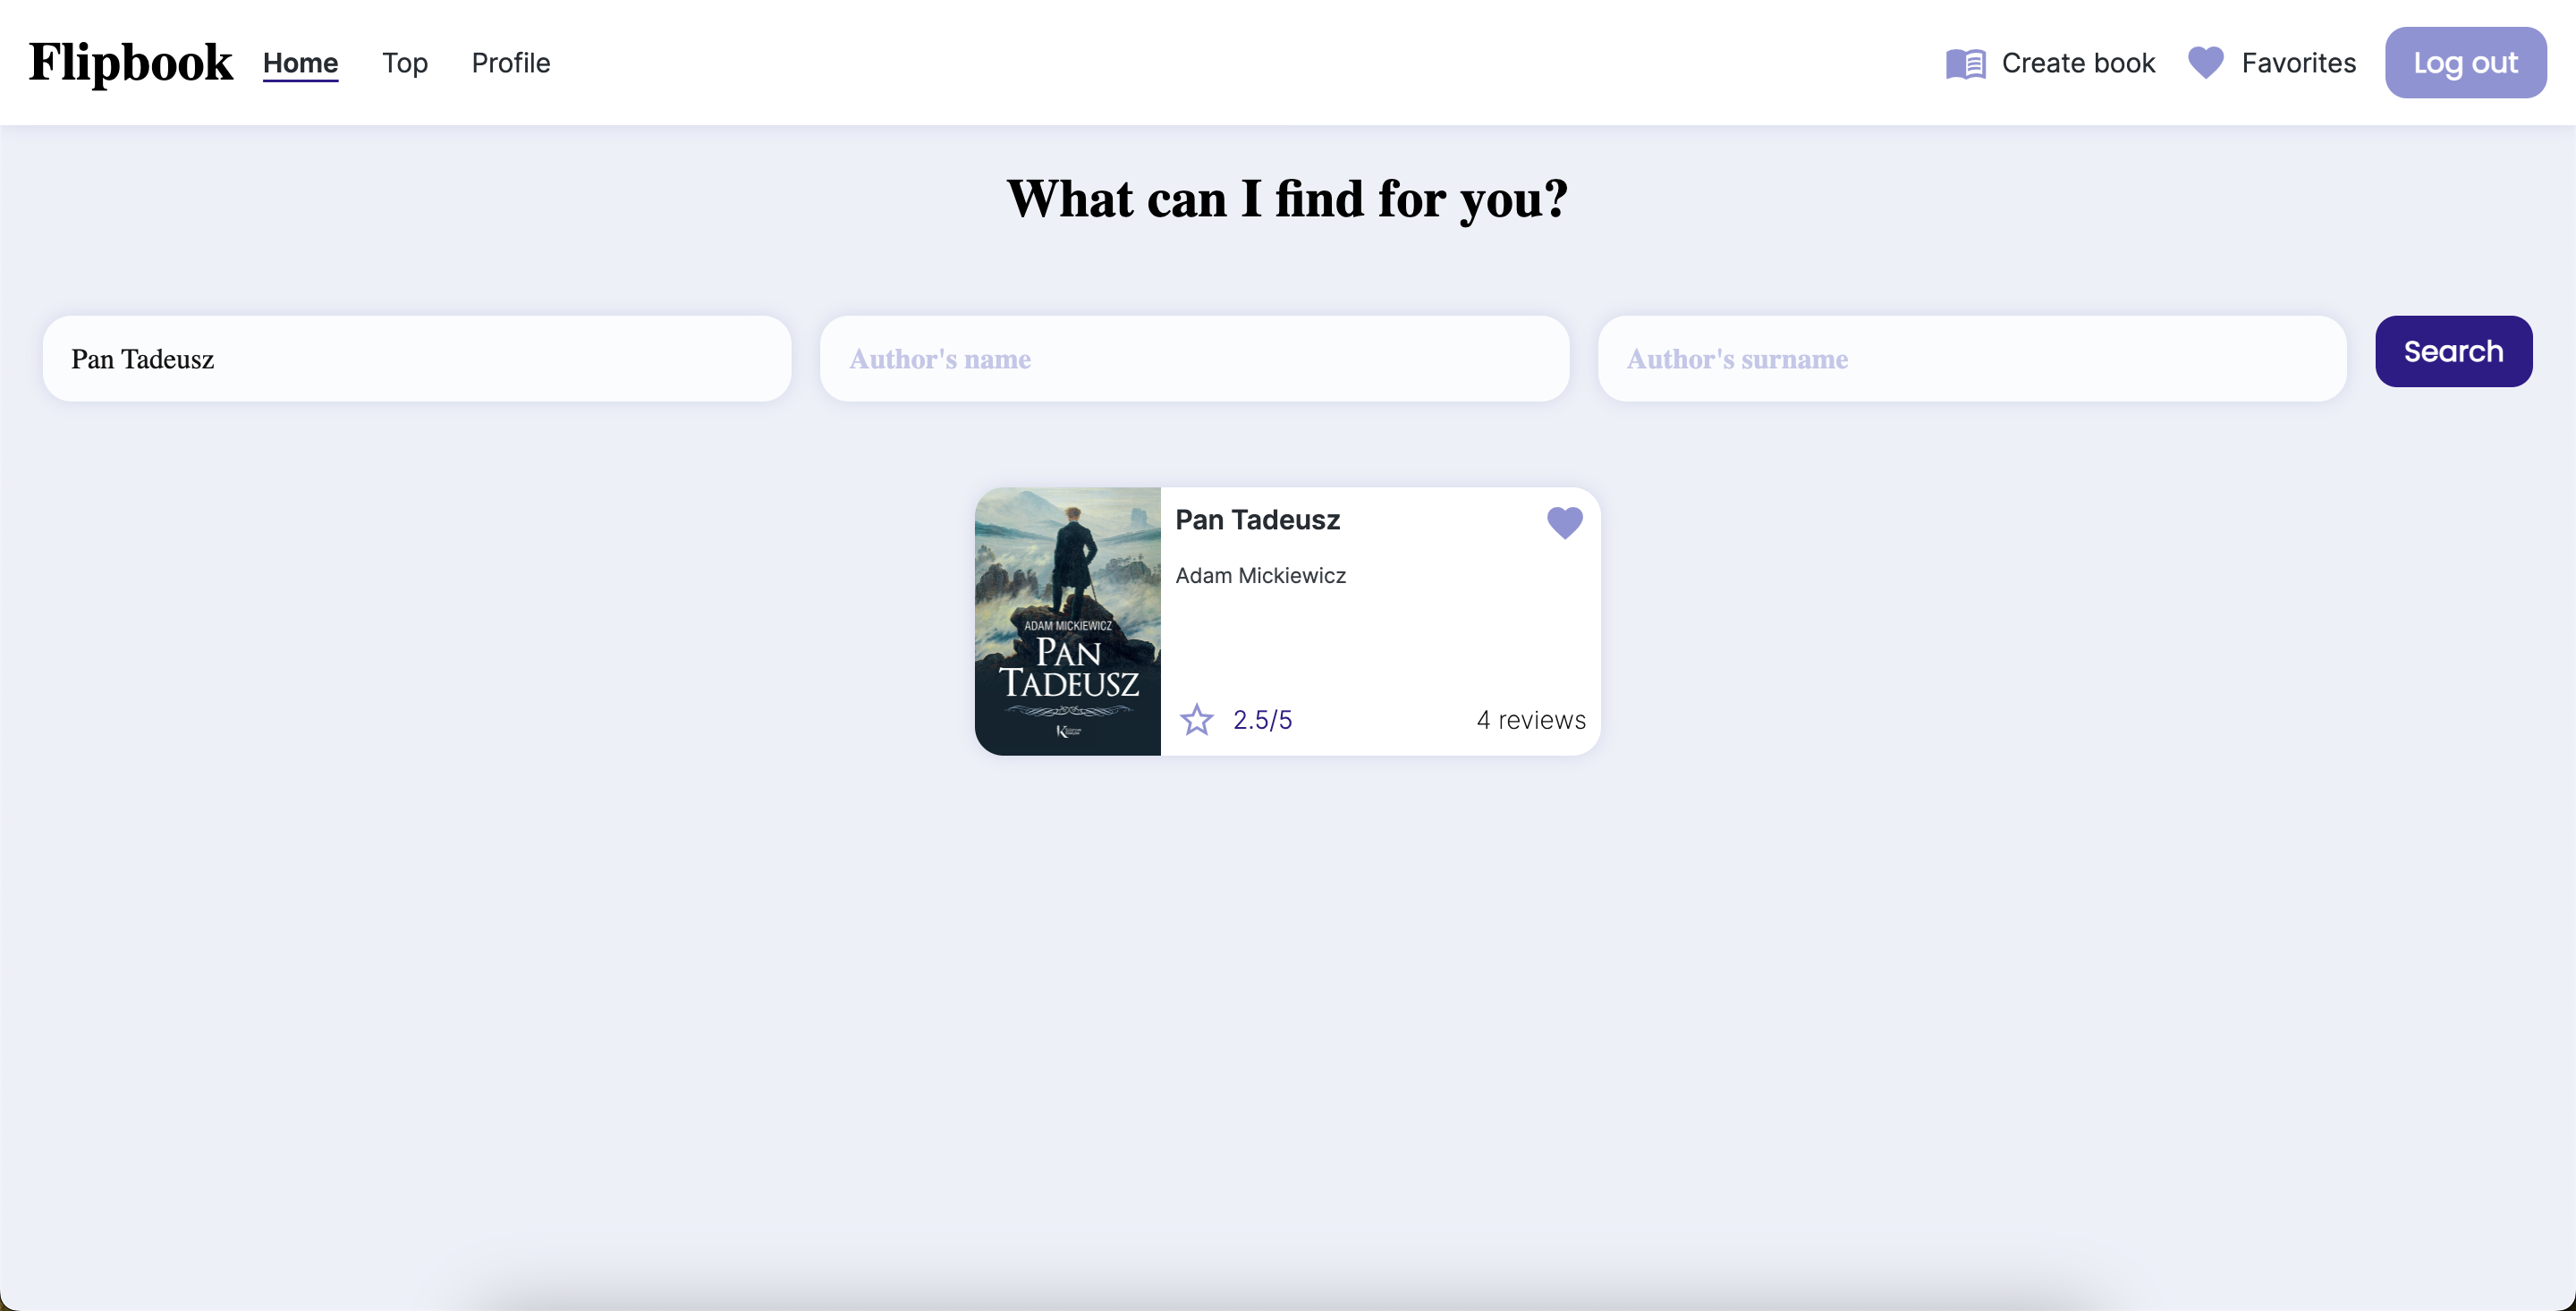 Flipbook Home Top Profile Create book Favorites Log out
What can I find for you?
Pan Tadeusz Author's name Author's surname Search
ADAM MICKIEWICZ
PAN
TADEUSZ
Pan Tadeusz
Adam Mickiewicz
2.5/5 4 reviews